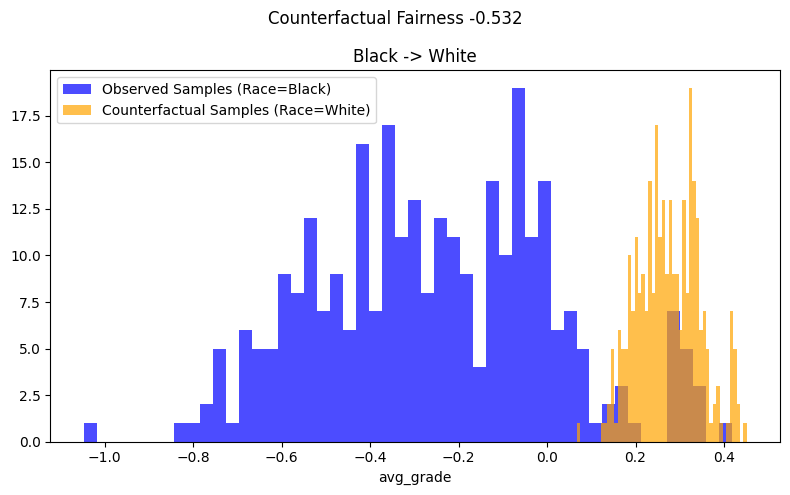 Counterfactual Fairness -0.532
Black -> White
Observed Samples (Race=Black)
Counterfactual Samples (Race=White)
17.5
15.0
12.5
10.0
7.5
5.0
2.5
0.0
−1.0 −0.8 −0.6 −0.4 −0.2 0.0 0.2 0.4
avg_grade